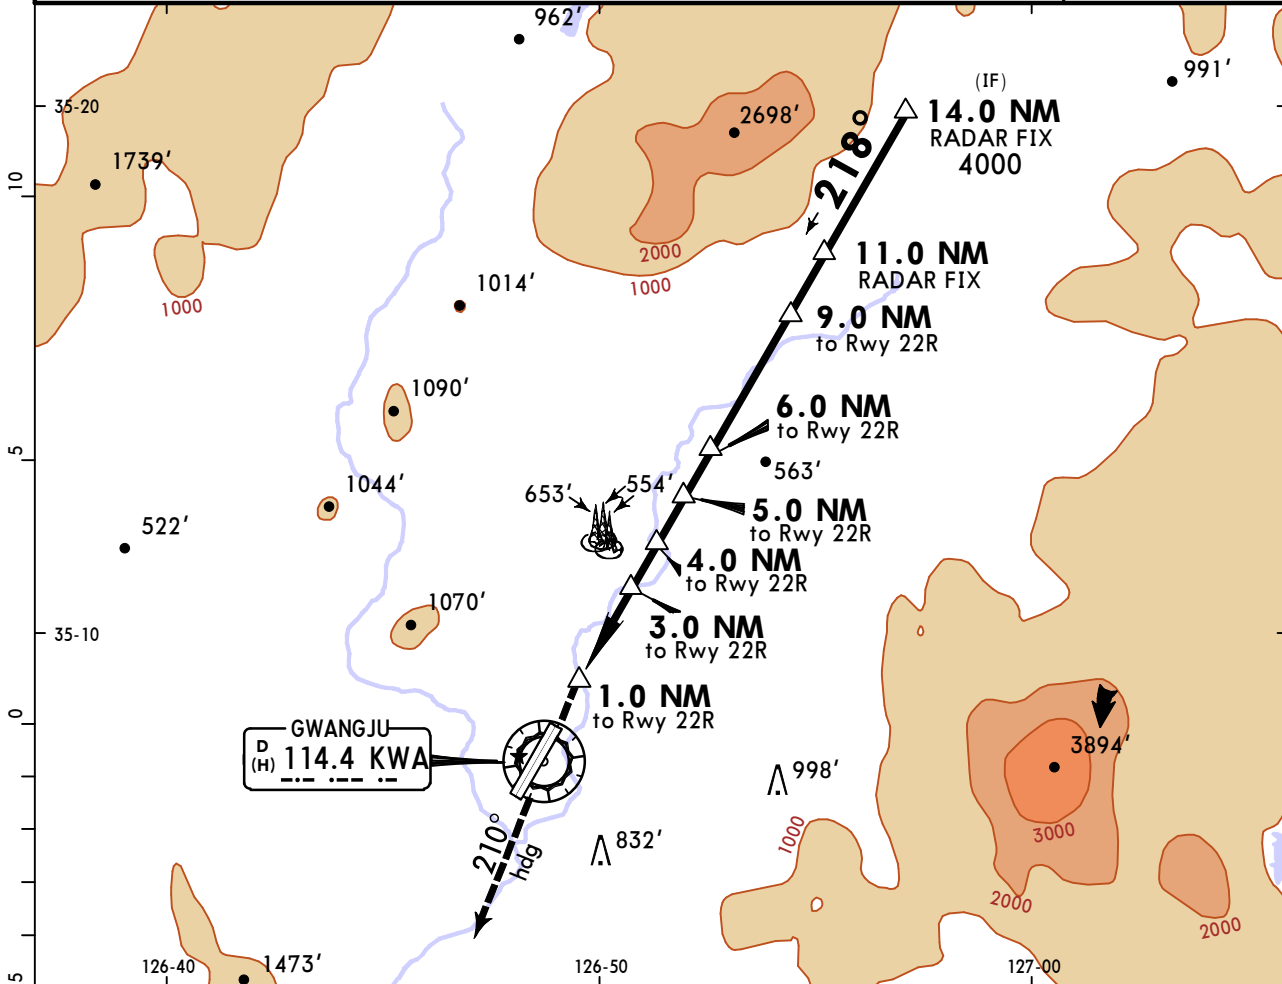 962'
991'
(IF)
14.0 NM
RADAR FIX
4000
35-20
2698'
218°
1739'
10
11.0 NM
RADAR FIX
2000
1000
1014'
1000
9.0 NM
to Rwy 22R
1090'
6.0 NM
to Rwy 22R
5
563'
1044'
653'
554'
5.0 NM
to Rwy 22R
522'
4.0 NM
to Rwy 22R
1070'
35-10
3.0 NM
to Rwy 22R
1.0 NM
to Rwy 22R
0
GWANGJU
D
(H)
114.4 KWA
3894'
998'
3000
1000
832'
210°
hdg
2000
2000
1473'
126-40
126-50
127-00
5